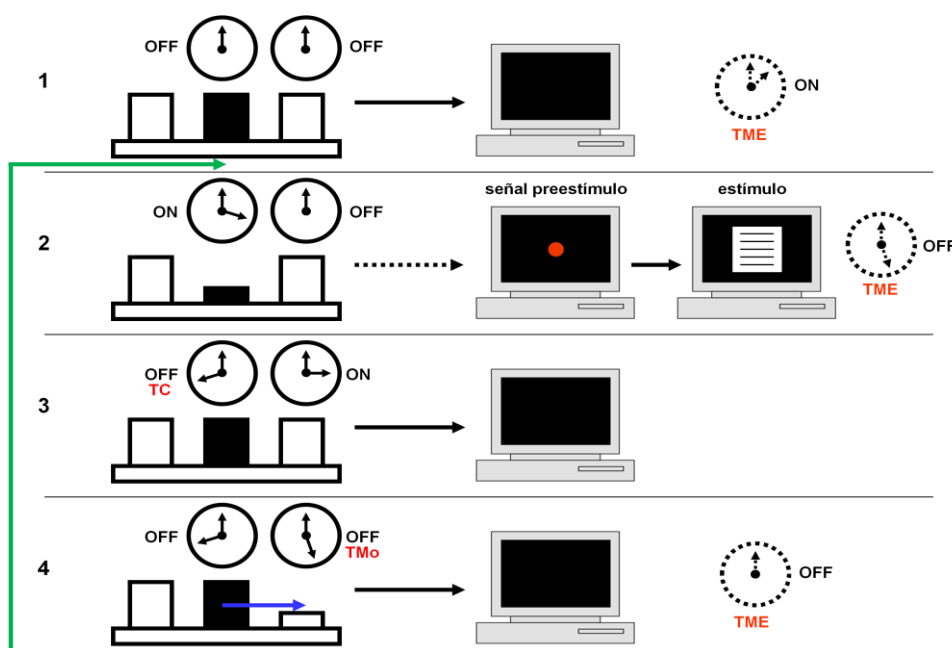 OFF OFF
1 ON
TME
señal preestímulo estímulo
ON OFF
2 OFF
TME
OFF ON
TC
3
OFF OFF
TMo
4 OFF
TME